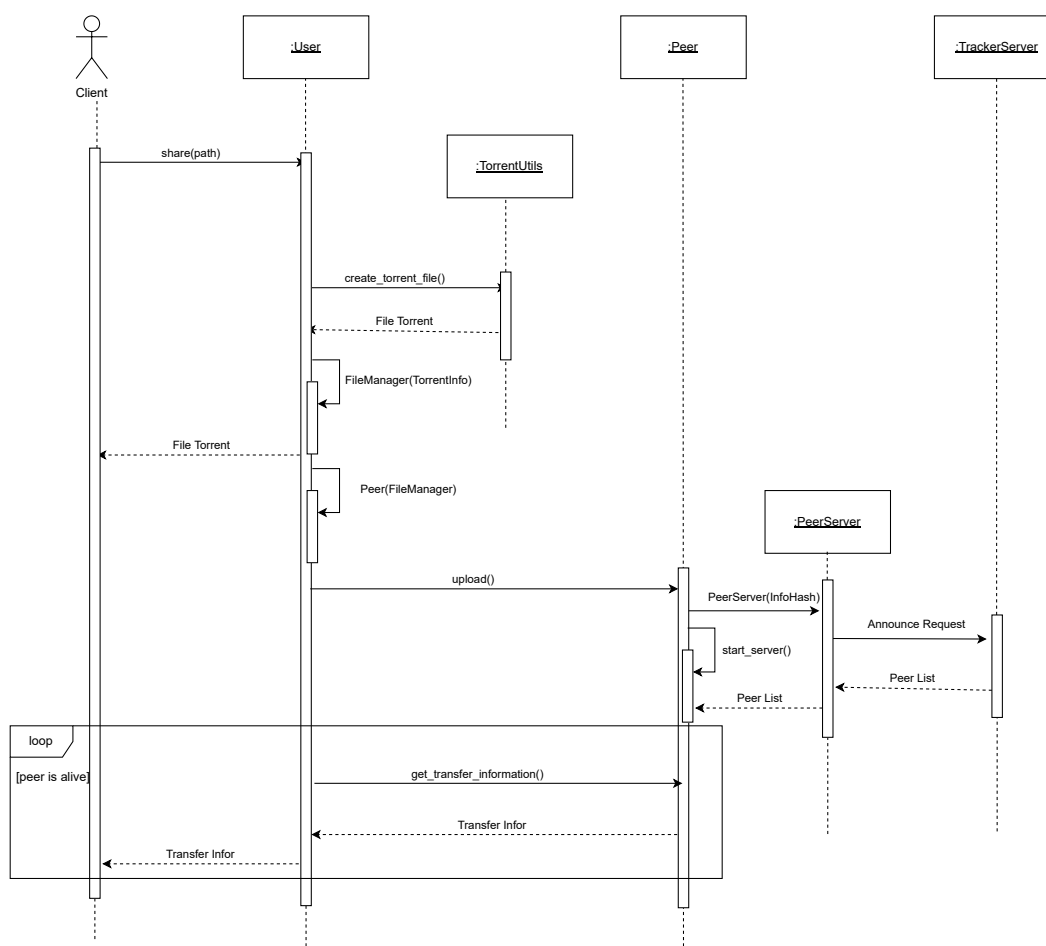 :User
:Peer
:TrackerServer
Client
share(path)
:TorrentUtils
create_torrent_file()
File Torrent
FileManager(TorrentInfo)
File Torrent
Peer(FileManager)
:PeerServer
upload()
PeerServer(InfoHash)
Announce Request
start_server()
Peer List
Peer List
loop
[peer is alive]
get_transfer_information()
Transfer Infor
Transfer Infor